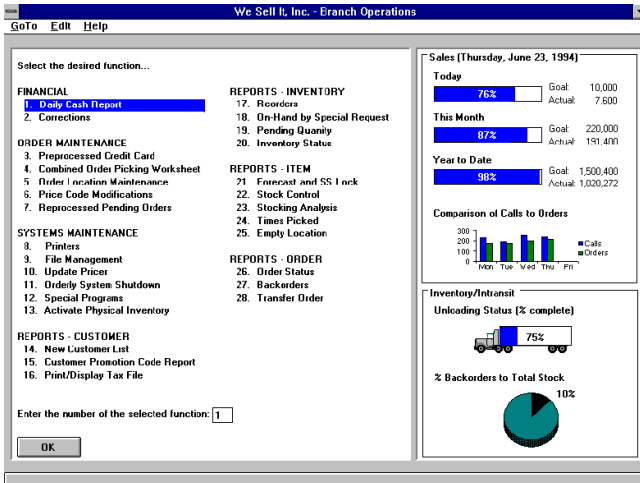 We Sell It, Inc. - Branch Operations
GoTo Edit Help
Select the desired function...
FINANCIAL
1. Daily Cash Report
2. Corrections
ORDER MAINTENANCE
3. Preprocessed Credit Card
4. Combined Order Picking Worksheet
5 Order Location Maintenance
6. Price Code Modifications
7. Reprocessed Pending Orders
SYSTEMS MAINTENANCE
8. Printers
9. File Management
10. Update Pricer
11. Orderly System Shutdown
12. Special Programs
13. Activate Physical Inventory
REPORTS - CUSTOMER
14. New Customer List
15. Customer Promotion Code Report
16. Print/Display Tax File
REPORTS - INVENTORY
17. Reorders
18. On-Hand by Special Request
19. Pending Quanity
20. Inventory Status
REPORTS - ITEM
21 Forecast and SS Lock
22. Stock Control
23. Stocking Analysis
24. Times Picked
25. Empty Location
REPORTS - ORDER
26. Order Status
27. Backorders
28. Transfer Order
Enter the number of the selected function: 1
OK
Sales (Thursday, June 23, 1994)
Today
76%
Goal: 10,000
Actual: 7,600
This Month
87%
Goal: 220,000
Actual: 191,400
Year to Date
98%
Goal: 1,500,400
Actual: 1,020,272
Comparison of Calls to Orders
300
200
100
0
Mon Tue Wed Thu Fri
Calls
Orders
Inventory/Intransit
Unloading Status (% complete)
75%
% Backorders to Total Stock
10%